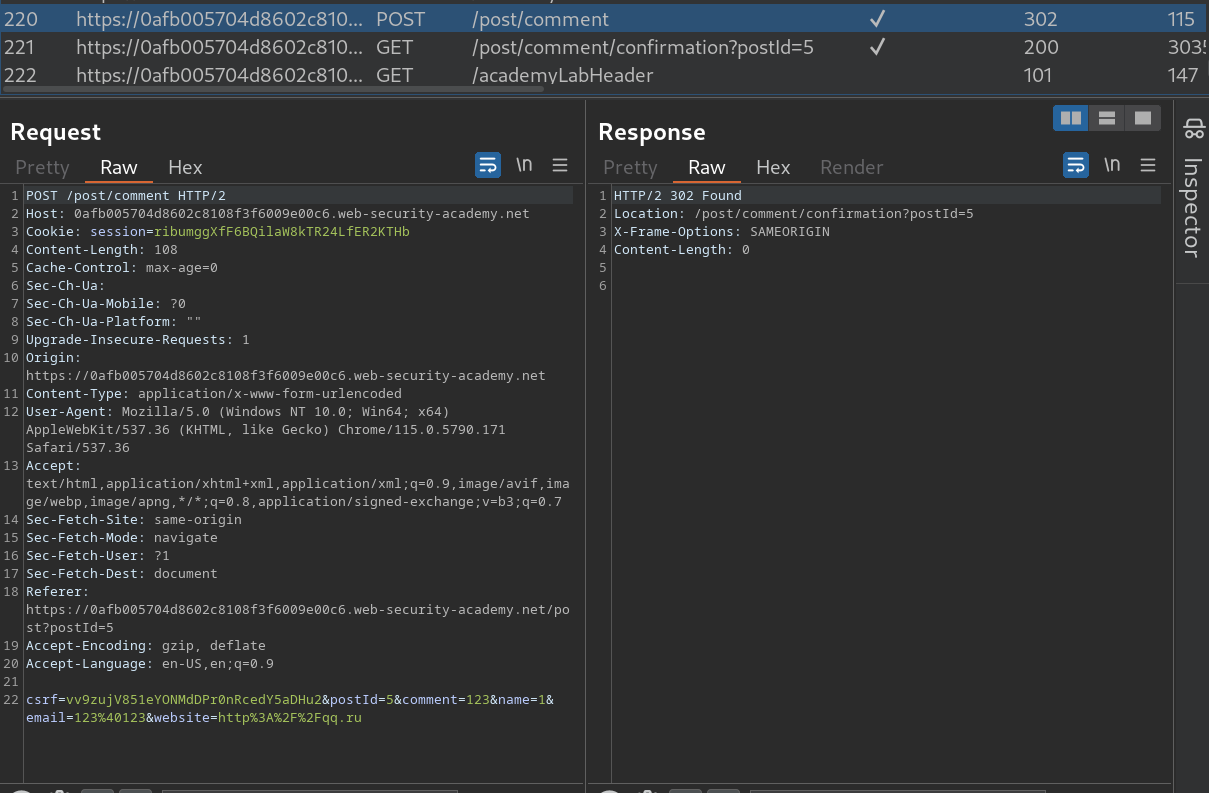 220 https://0afb005704d8602c810... POST /post/comment ✓ 302 115
221 https://0afb005704d8602c810... GET /post/comment/confirmation?postId=5 ✓ 200 303
222 https://0afb005704d8602c810... GET /academyLabHeader 101 147
Request
Pretty Raw Hex
\n
1 POST /post/comment HTTP/2
2 Host: 0afb005704d8602c8108f3f6009e00c6.web-security-academy.net
3 Cookie: session=ribumggXfF6BQilaW8kTR24LfER2KTHb
4 Content-Length: 108
5 Cache-Control: max-age=0
6 Sec-Ch-Ua:
7 Sec-Ch-Ua-Mobile: ?0
8 Sec-Ch-Ua-Platform: ""
9 Upgrade-Insecure-Requests: 1
10 Origin:
https://0afb005704d8602c8108f3f6009e00c6.web-security-academy.net
11 Content-Type: application/x-www-form-urlencoded
12 User-Agent: Mozilla/5.0 (Windows NT 10.0; Win64; x64)
AppleWebKit/537.36 (KHTML, like Gecko) Chrome/115.0.5790.171
Safari/537.36
13 Accept:
text/html,application/xhtml+xml,application/xml;q=0.9,image/avif,ima
ge/webp,image/apng,*/*;q=0.8,application/signed-exchange;v=b3;q=0.7
14 Sec-Fetch-Site: same-origin
15 Sec-Fetch-Mode: navigate
16 Sec-Fetch-User: ?1
17 Sec-Fetch-Dest: document
18 Referer:
https://0afb005704d8602c8108f3f6009e00c6.web-security-academy.net/po
st?postId=5
19 Accept-Encoding: gzip, deflate
20 Accept-Language: en-US,en;q=0.9
21
22 csrf=vv9zujV851eYONMdDPr0nRcedY5aDHu2&postId=5&comment=123&name=1&
email=123%40123&website=http%3A%2F%2Fqq.ru
Response
Pretty Raw Hex Render
\n
1 HTTP/2 302 Found
2 Location: /post/comment/confirmation?postId=5
3 X-Frame-Options: SAMEORIGIN
4 Content-Length: 0
5
6
Inspector